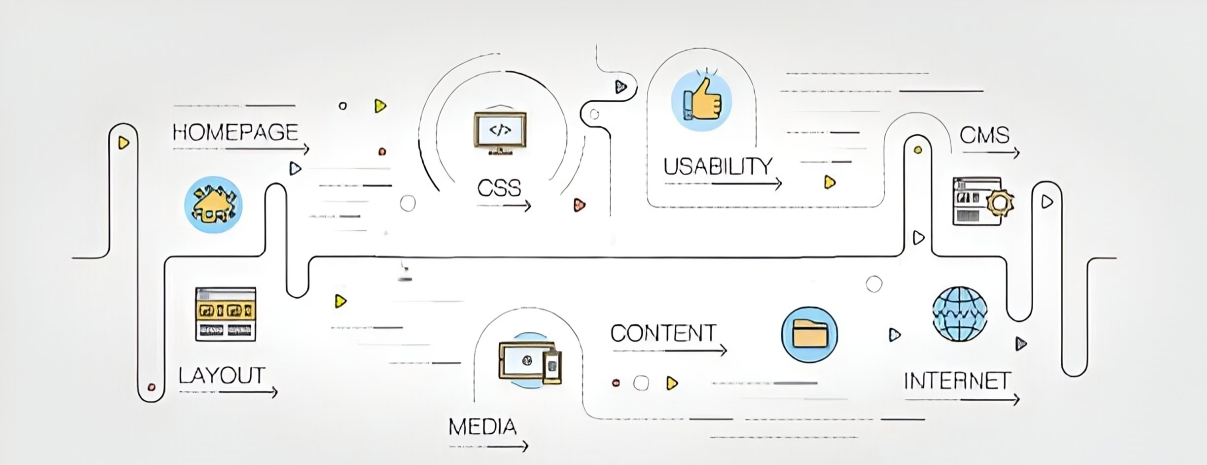 HOMEPAGE
CSS
USABILITY
CMS
LAYOUT
MEDIA
CONTENT
INTERNET